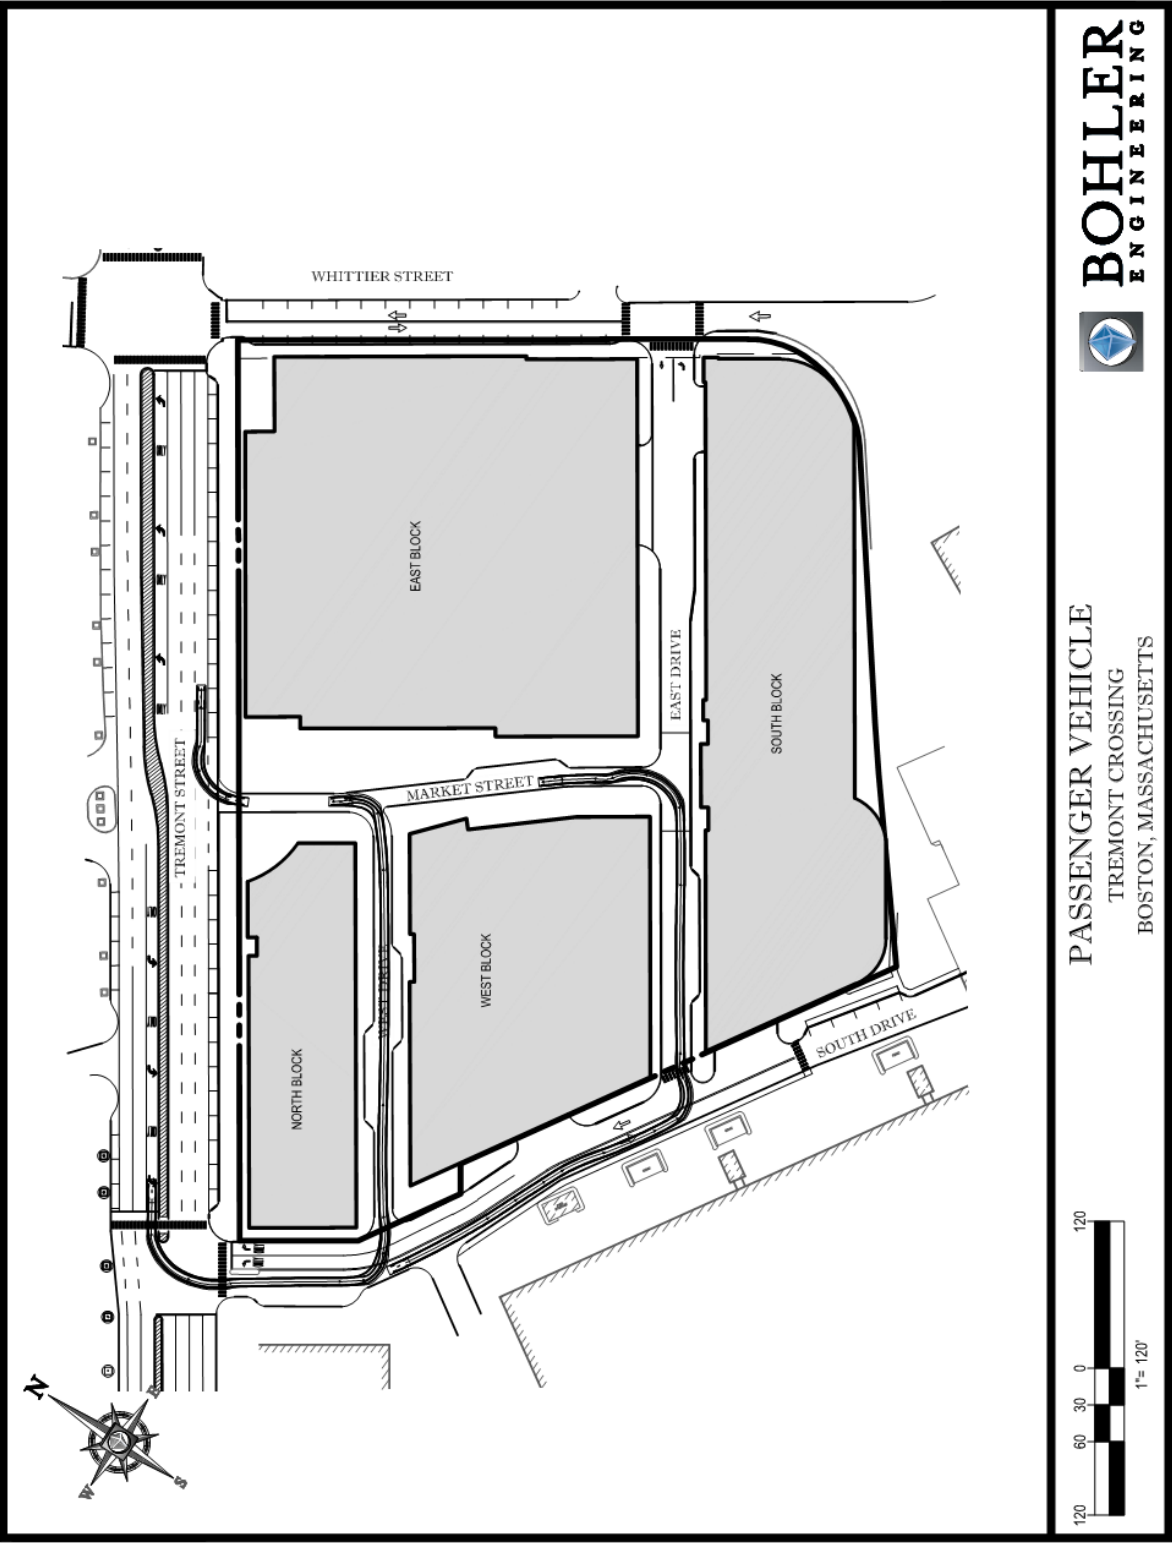 BOHLER
ENGINEERING
WHITTIER STREET
EAST BLOCK
EAST DRIVE
SOUTH BLOCK
TREMONT STREET
MARKET STREET
WEST DRIVE
WEST BLOCK
NORTH BLOCK
SOUTH DRIVE
PASSENGER VEHICLE
TREMONT CROSSING
BOSTON, MASSACHUSETTS
120 60 30 0 120
1"= 120'
N
E
S
W